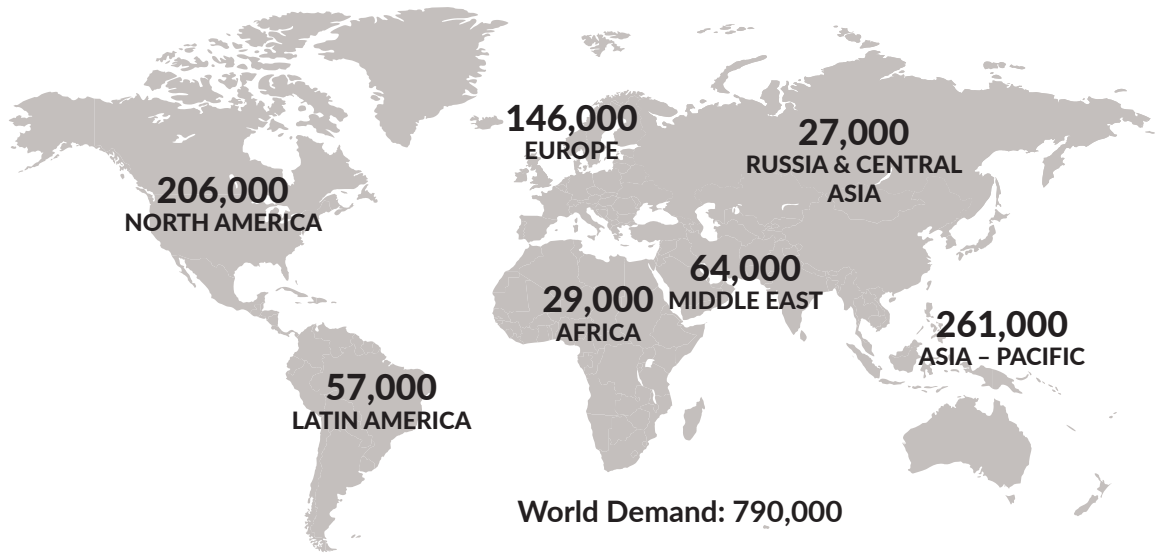 146,000
EUROPE
27,000
RUSSIA & CENTRAL
ASIA
206,000
NORTH AMERICA
64,000
MIDDLE EAST
29,000
AFRICA
261,000
ASIA – PACIFIC
57,000
LATIN AMERICA
World Demand: 790,000